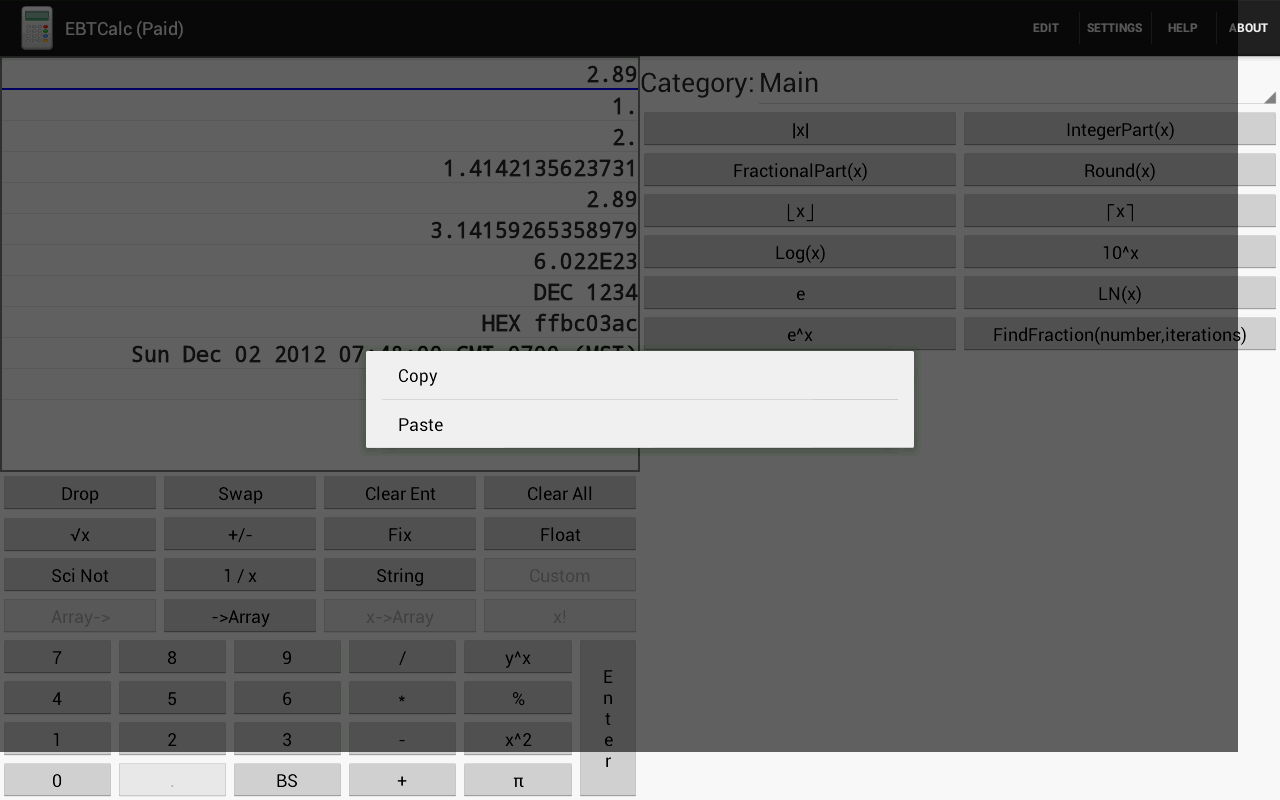 EBTCalc (Paid)
EDIT
SETTINGS
HELP
ABOUT
2.89
1.
2.
1.4142135623731
2.89
3.14159265358979
6.022E23
DEC 1234
HEX ffbc03ac
Sun Dec 02 2012 07
Category: Main
|x| IntegerPart(x)
FractionalPart(x) Round(x)
⌊x⌋ ⌈x⌉
Log(x) 10^x
e LN(x)
e^x FindFraction(number,iterations)
Copy
Paste
Drop Swap Clear Ent Clear All
√x +/- Fix Float
Sci Not 1 / x String Custom
Array-> ->Array x->Array x!
7 8 9 / y^x
4 5 6 * %
1 2 3 - x^2
0 . BS + π
Enter